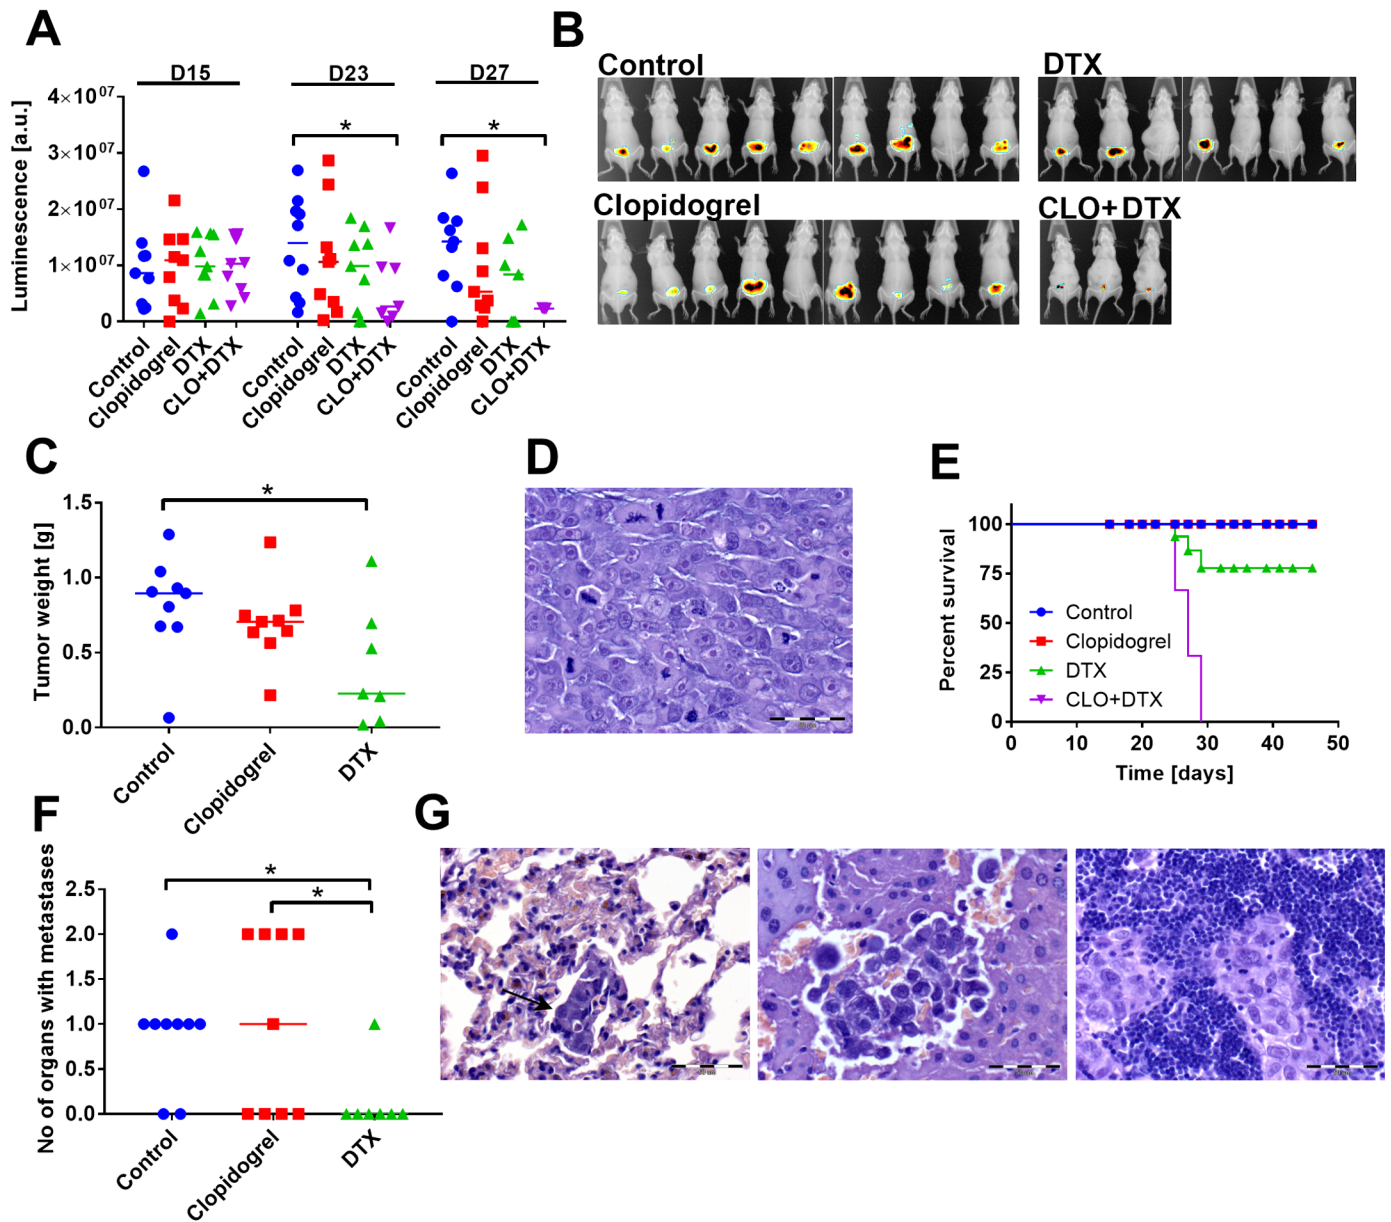 A
D15
D23
D27
Luminescence [a.u.]
4×10⁰⁷
3×10⁰⁷
2×10⁰⁷
1×10⁰⁷
0
*
*
Control
Clopidogrel
DTX
CLO+DTX
Control
Clopidogrel
DTX
CLO+DTX
Control
Clopidogrel
DTX
CLO+DTX
B
Control
DTX
Clopidogrel
CLO+DTX
C
Tumor weight [g]
1.5
1.0
0.5
0.0
*
Control
Clopidogrel
DTX
D
E
Percent survival
100
75
50
25
0
Control
Clopidogrel
DTX
CLO+DTX
0 10 20 30 40 50
Time [days]
F
No of organs with metastases
2.5
2.0
1.5
1.0
0.5
0.0
*
*
Control
Clopidogrel
DTX
G